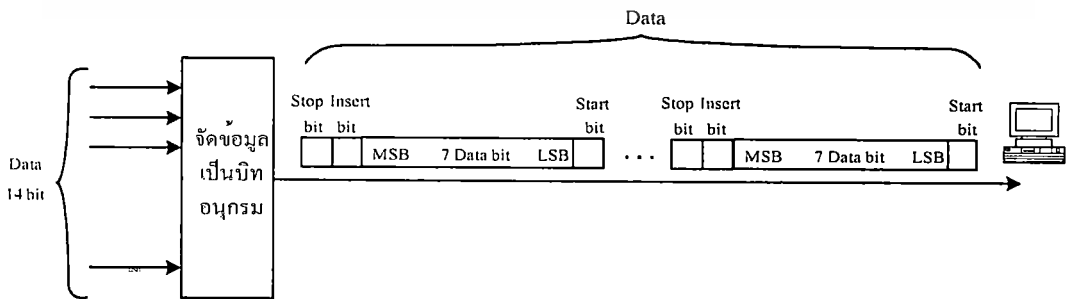 Data
Stop Insert Start Stop Insert Start
bit bit bit bit bit bit
MSB 7 Data bit LSB ... MSB 7 Data bit LSB
Data
14 bit
จัดข้อมูล
เป็นบิท
อนุกรม